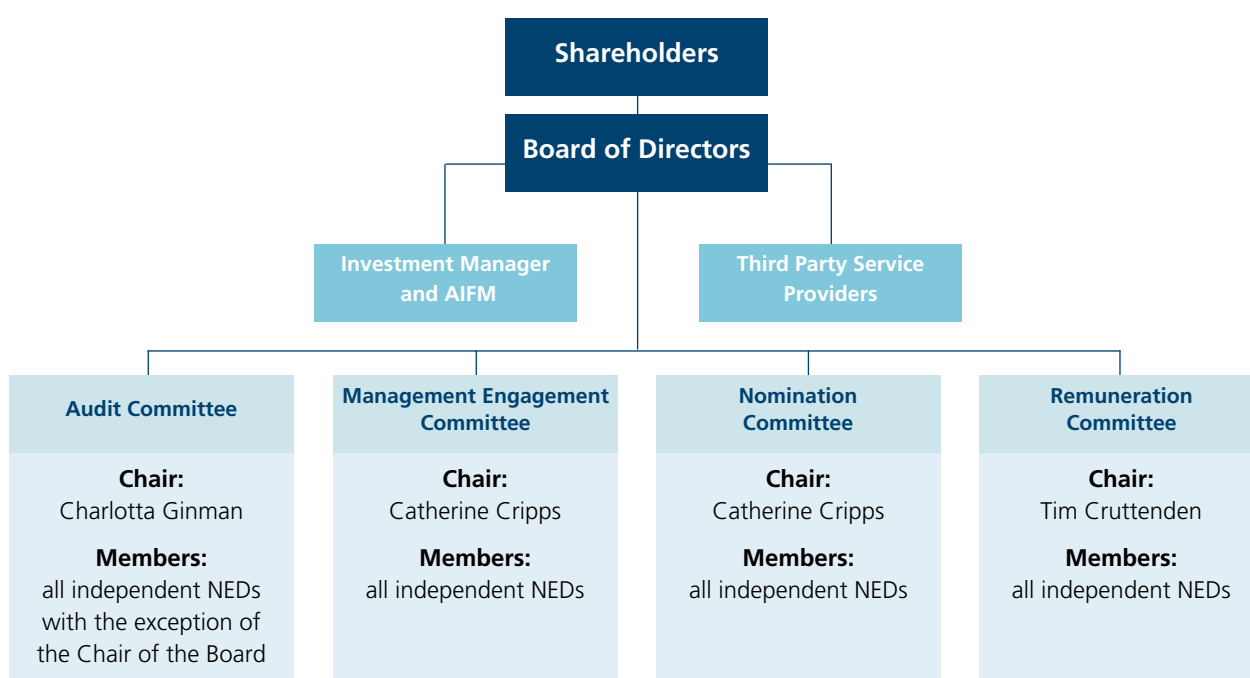 Shareholders
Board of Directors
Investment Manager
and AIFM
Third Party Service
Providers
Audit Committee
Chair:
Charlotta Ginman
Members:
all independent NEDs
with the exception of
the Chair of the Board
Management Engagement
Committee
Chair:
Catherine Cripps
Members:
all independent NEDs
Nomination
Committee
Chair:
Catherine Cripps
Members:
all independent NEDs
Remuneration
Committee
Chair:
Tim Cruttenden
Members:
all independent NEDs